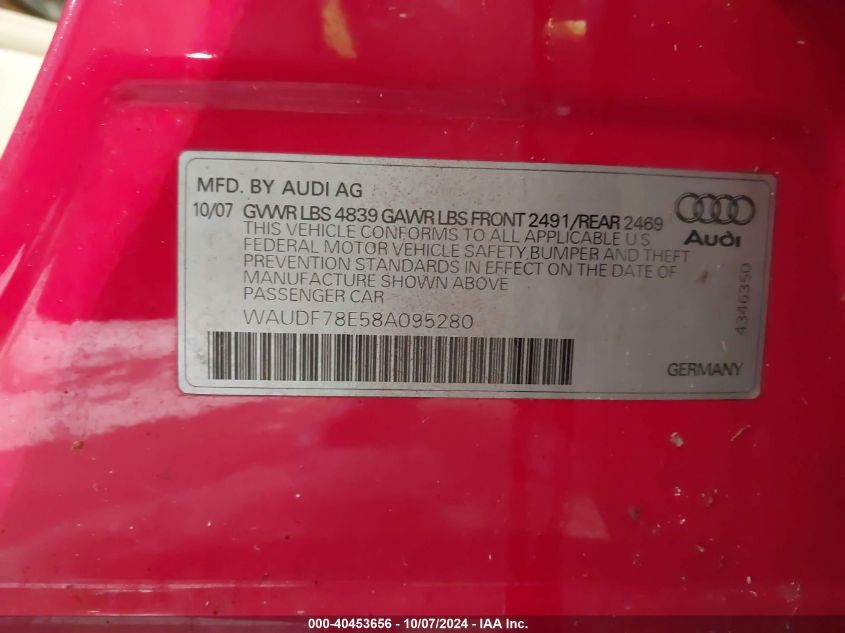 MFD. BY AUDI AG
10/07 GVWR LBS 4839 GAWR LBS FRONT 2491/REAR 2469
THIS VEHICLE CONFORMS TO ALL APPLICABLE U S
FEDERAL MOTOR VEHICLE SAFETY,BUMPER AND THEFT
PREVENTION STANDARDS IN EFFECT ON THE DATE OF
MANUFACTURE SHOWN ABOVE
PASSENGER CAR
WAUDF78E58A095280
Audi
4346350
GERMANY
000-40453656 - 10/07/2024 - IAA Inc.